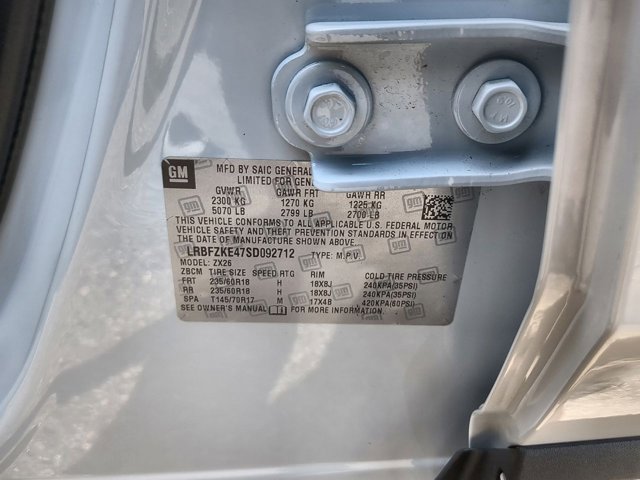 GM
MFD BY SAIC GENERAL
LIMITED FOR GEN
GVWR GAWR FRT GAWR RR
2300 KG 1270 KG 1225 KG
5070 LB 2799 LB 2700 LB
THIS VEHICLE CONFORMS TO ALL APPLICABLE U.S. FEDERAL MOTOR
VEHICLE SAFETY, BUMPER, AND THEFT PREVENTION STANDARDS IN EFFECT ON
THE DATE OF MANUFACTURE SHOWN ABOVE.
LRBFZKE47SD092712 TYPE: M.P.V
MODEL: ZX26
ZBCM TIRE SIZE SPEED RTG RIM COLD TIRE PRESSURE
FRT 235/60R18 H 18X8J 240KPA(35PSI)
RR 235/60R18 H 18X8J 240KPA(35PSI)
SPA T145/70R17 M 17X4B 420KPA(60PSI)
SEE OWNER'S MANUAL FOR MORE INFORMATION.